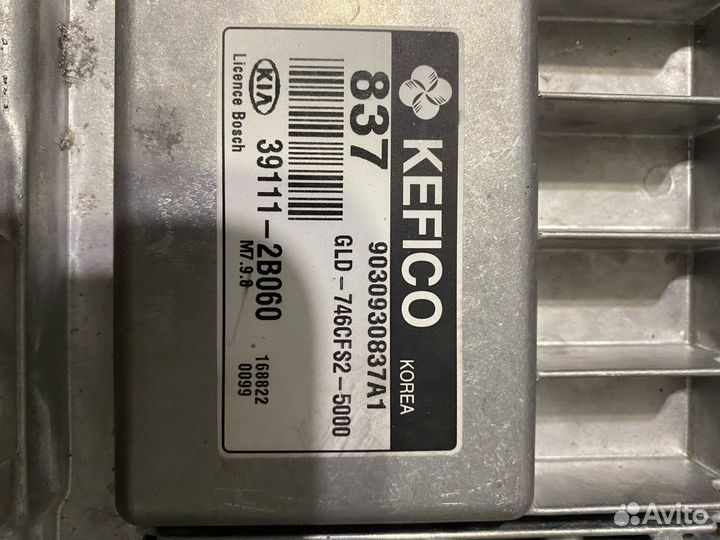 KEFICO KOREA
837
9030930837A1
GLD-746CFS2-5000
KIA
39111-2B060
168822
Licence Bosch
M7.9.8
0099
Avito